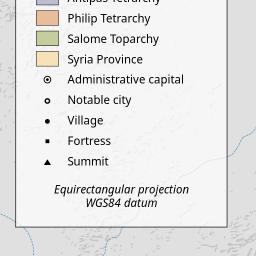 Antipas Tetrarchy
Philip Tetrarchy
Salome Toparchy
Syria Province
Administrative capital
Notable city
Village
Fortress
Summit
Equirectangular projection
WGS84 datum